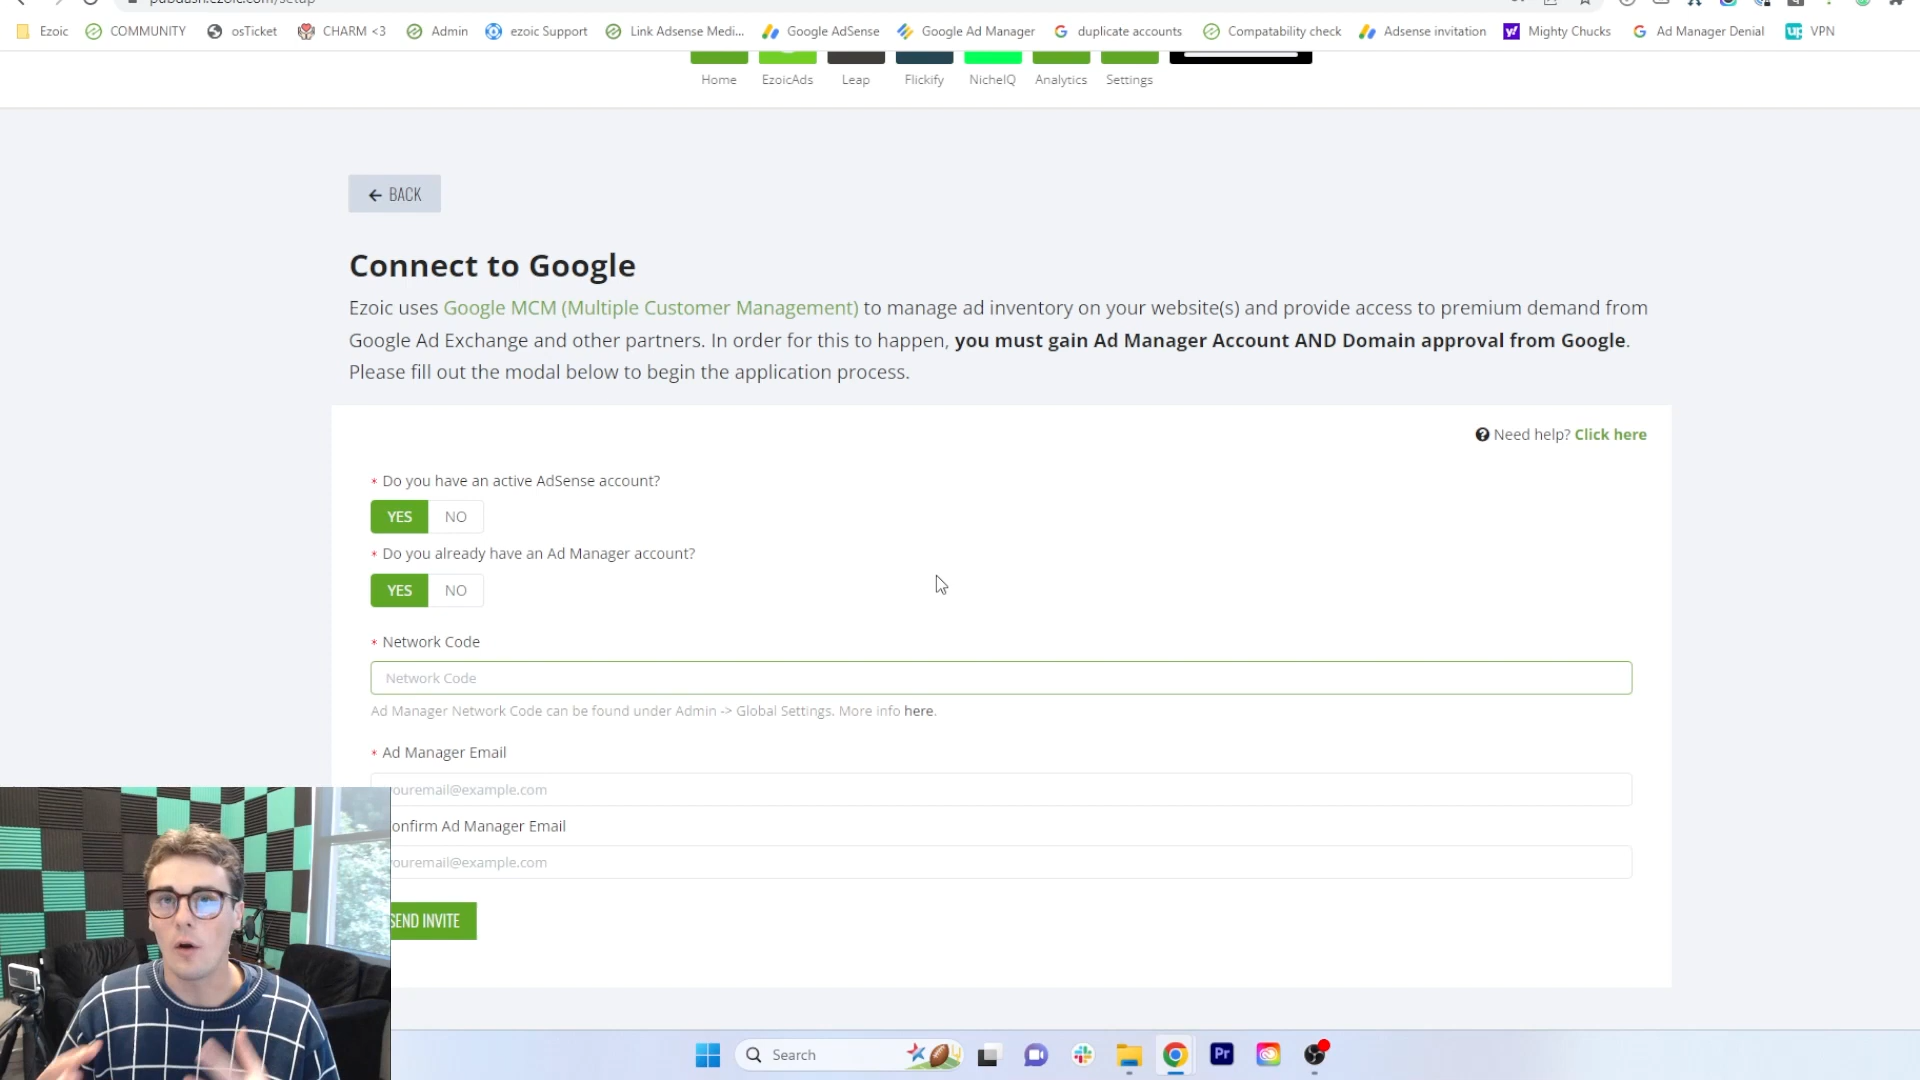 Ezoic COMMUNITY osTicket CHARM <3 Admin ezoic Support Link Adsense Medi... Google AdSense Google Ad Manager duplicate accounts Compatability check Adsense invitation Mighty Chucks Ad Manager Denial VPN
Home EzoicAds Leap Flickify NicheIQ Analytics Settings
← BACK
Connect to Google
Ezoic uses Google MCM (Multiple Customer Management) to manage ad inventory on your website(s) and provide access to premium demand from
Google Ad Exchange and other partners. In order for this to happen, you must gain Ad Manager Account AND Domain approval from Google.
Please fill out the modal below to begin the application process.
Need help? Click here
* Do you have an active AdSense account?
YES NO
* Do you already have an Ad Manager account?
YES NO
* Network Code
Network Code
Ad Manager Network Code can be found under Admin -> Global Settings. More info here.
* Ad Manager Email
youremail@example.com
onfirm Ad Manager Email
youremail@example.com
SEND INVITE
Search
Pr